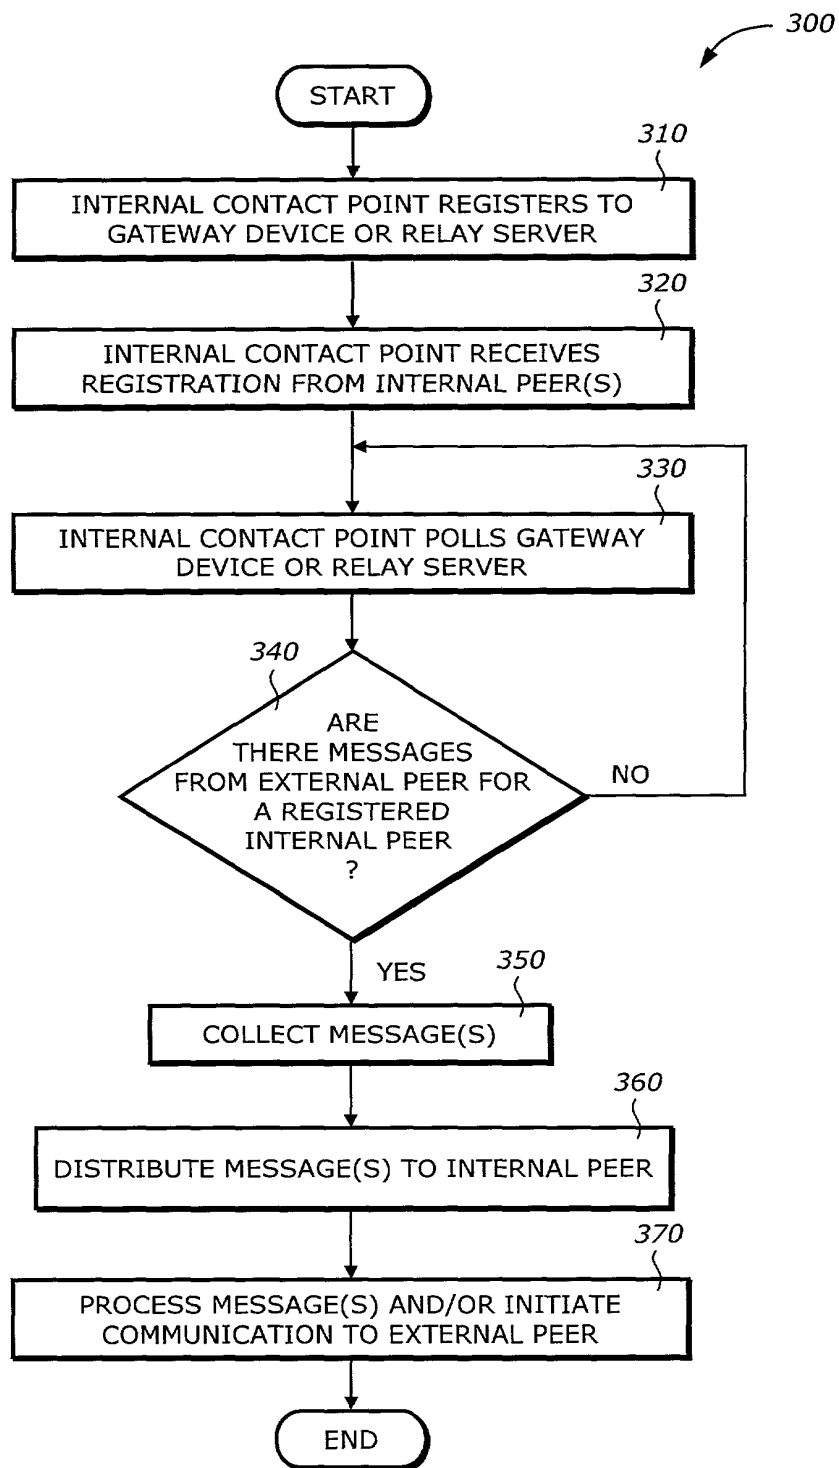 300
START
310
INTERNAL CONTACT POINT REGISTERS TO
GATEWAY DEVICE OR RELAY SERVER
320
INTERNAL CONTACT POINT RECEIVES
REGISTRATION FROM INTERNAL PEER(S)
330
INTERNAL CONTACT POINT POLLS GATEWAY
DEVICE OR RELAY SERVER
340
ARE
THERE MESSAGES
FROM EXTERNAL PEER FOR
A REGISTERED
INTERNAL PEER
?
NO
YES
350
COLLECT MESSAGE(S)
360
DISTRIBUTE MESSAGE(S) TO INTERNAL PEER
370
PROCESS MESSAGE(S) AND/OR INITIATE
COMMUNICATION TO EXTERNAL PEER
END